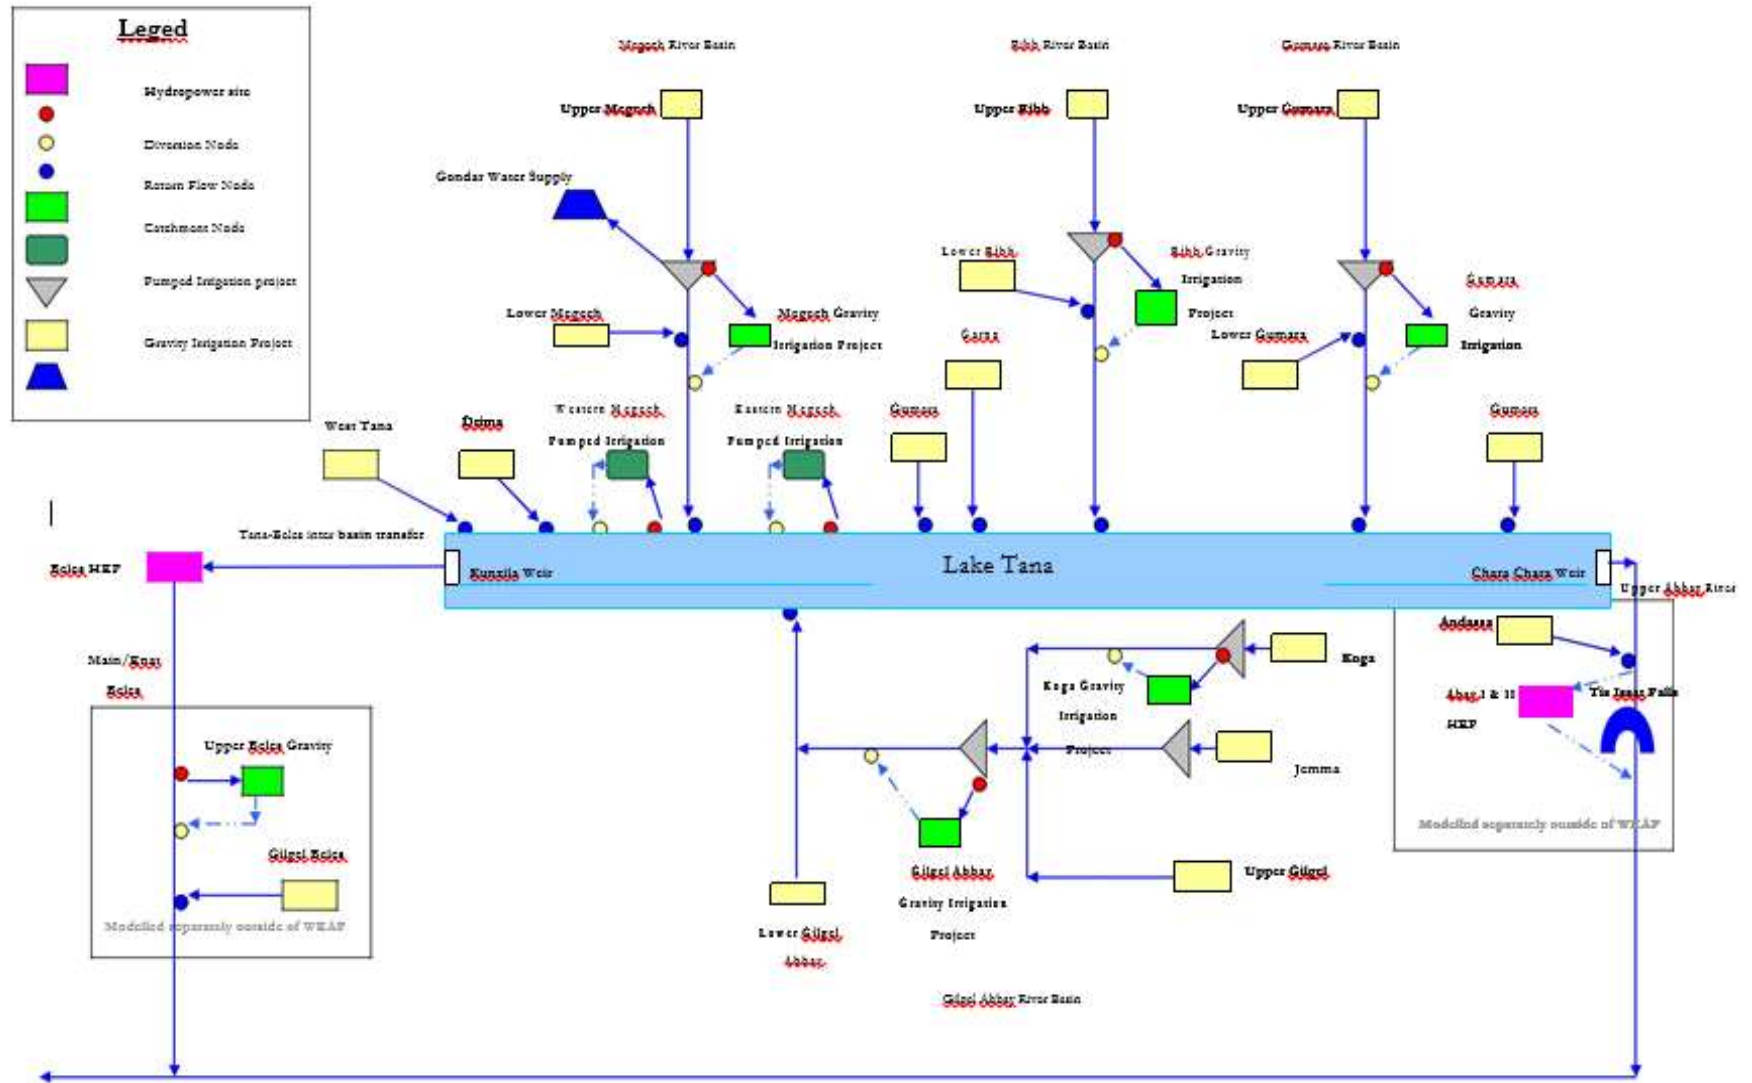 Leged
Hydropower site
Diversion Node
Return Flow Node
Catchment Node
Pumped Irrigation project
Gravity Irrigation Project
Megech River Basin
Ribb River Basin
Gumara River Basin
Upper Megech
Upper Ribb
Upper Gumara
Gondar Water Supply
Lower Megech
Megech Gravity
Irrigation Project
Lower Ribb
Ribb Gravity
Irrigation
Project
Garna
Lower Gumara
Gumara
Gravity
Irrigation
West Tana
Dzima
Western Megech
Pumped Irrigation
Eastern Megech
Pumped Irrigation
Gumara
Gumara
Tana-Beles inter basin transfer
Beles HEP
Kunzila Weir
Lake Tana
Chara Chara Weir
Upper Abbay River
Main/Enat
Beles
Upper Beles Gravity
Gilgel Beles
Modelled separately outside of WEAP
Andassa
Abay I & II
HEP
Tis Issat Falls
Modelled separately outside of WEAP
Koga
Koga Gravity
Irrigation
Project
Jemma
Upper Gilgel
Gilgel Abbay
Gravity Irrigation
Project
Lower Gilgel
Abbay
Gilgel Abbay River Basin